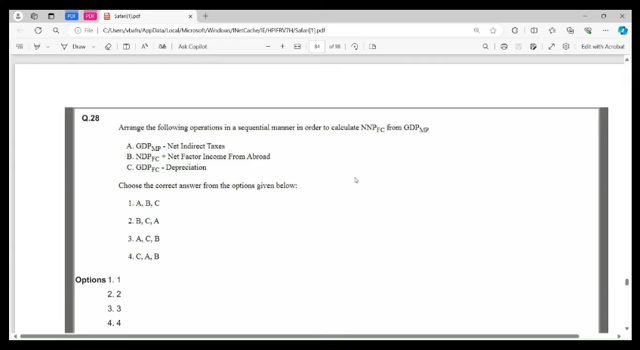 Safari[1].pdf
File
C:/Users/vbafn/AppData/Local/Microsoft/Windows/INetCache/IE/HPIFRV7H/Safari[1].pdf
Draw
Ask Copilot
84 of 98
Edit with Acrobat
Q.28
Arrange the following operations in a sequential manner in order to calculate NNPFC from GDPMP
A. GDPMP - Net Indirect Taxes
B. NDPFC + Net Factor Income From Abroad
C. GDPFC - Depreciation
Choose the correct answer from the options given below:
1. A, B, C
2. B, C, A
3. A, C, B
4. C, A, B
Options 1. 1
2. 2
3. 3
4. 4